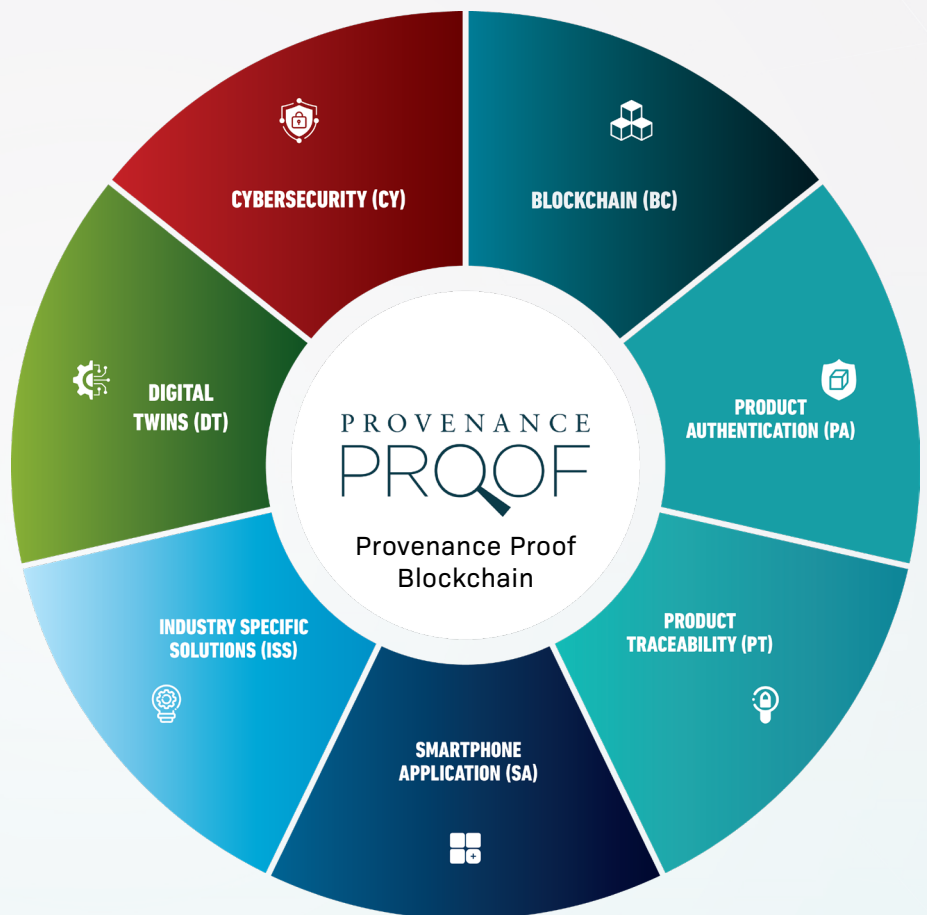 CYBERSECURITY (CY)
BLOCKCHAIN (BC)
PRODUCT
AUTHENTICATION (PA)
PRODUCT
TRACEABILITY (PT)
SMARTPHONE
APPLICATION (SA)
INDUSTRY SPECIFIC
SOLUTIONS (ISS)
DIGITAL
TWINS (DT)
PROVENANCE
PROOF
Provenance Proof
Blockchain